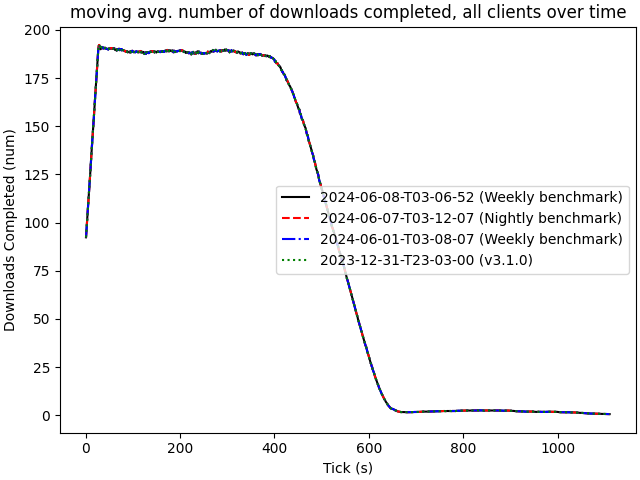 moving avg. number of downloads completed, all clients over time
Downloads Completed (num)
200
175
150
125
100
75
50
25
0
2024-06-08-T03-06-52 (Weekly benchmark)
2024-06-07-T03-12-07 (Nightly benchmark)
2024-06-01-T03-08-07 (Weekly benchmark)
2023-12-31-T23-03-00 (v3.1.0)
0 200 400 600 800 1000
Tick (s)